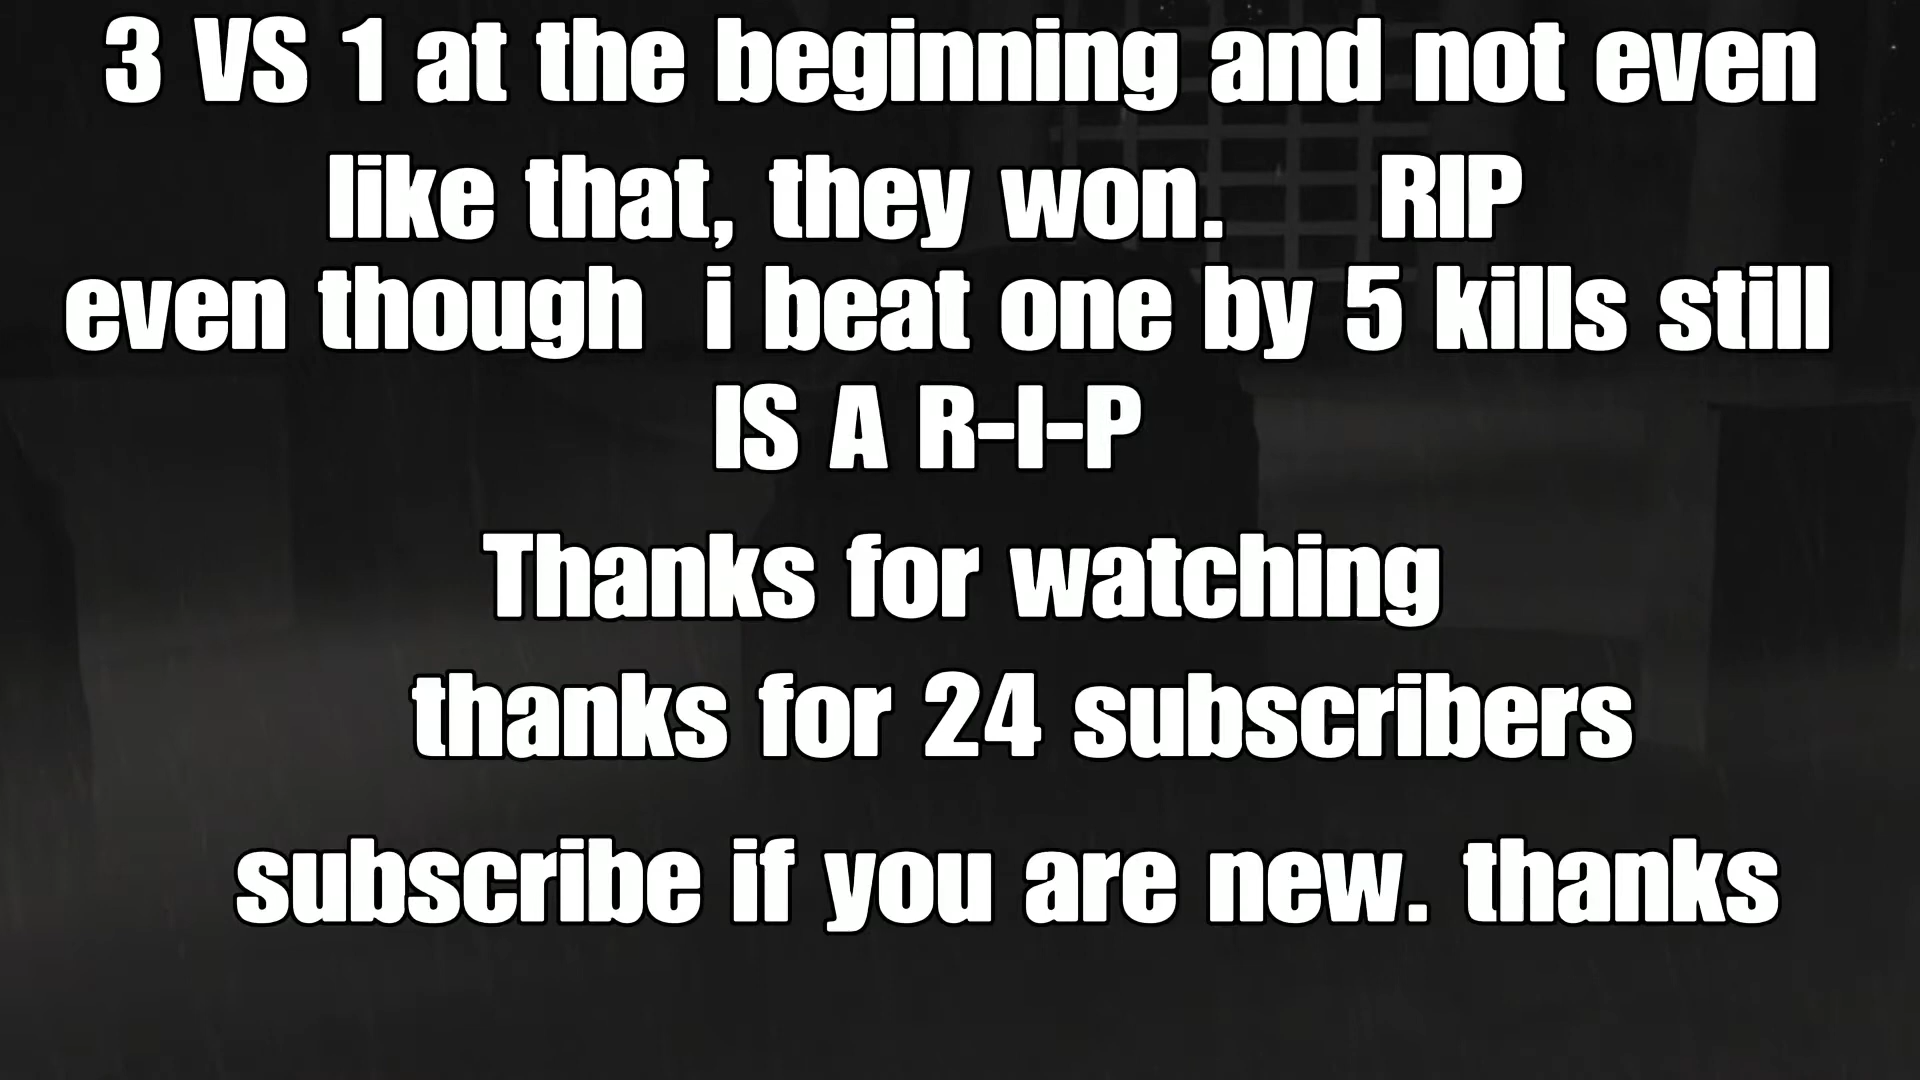 3 VS 1 at the beginning and not even
like that, they won. RIP
even though i beat one by 5 kills still
IS A R-I-P
Thanks for watching
thanks for 24 subscribers
subscribe if you are new. thanks